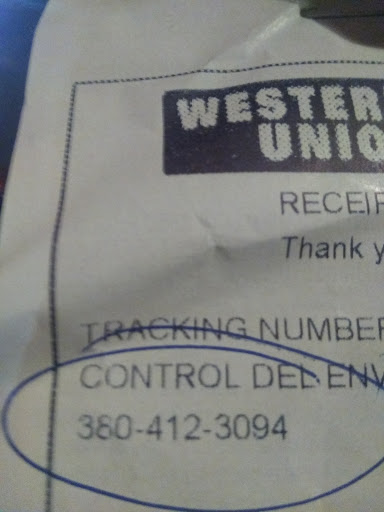 WESTER
UNIO
RECEIP
Thank y
TRACKING NUMBER
CONTROL DEL ENV
380-412-3094